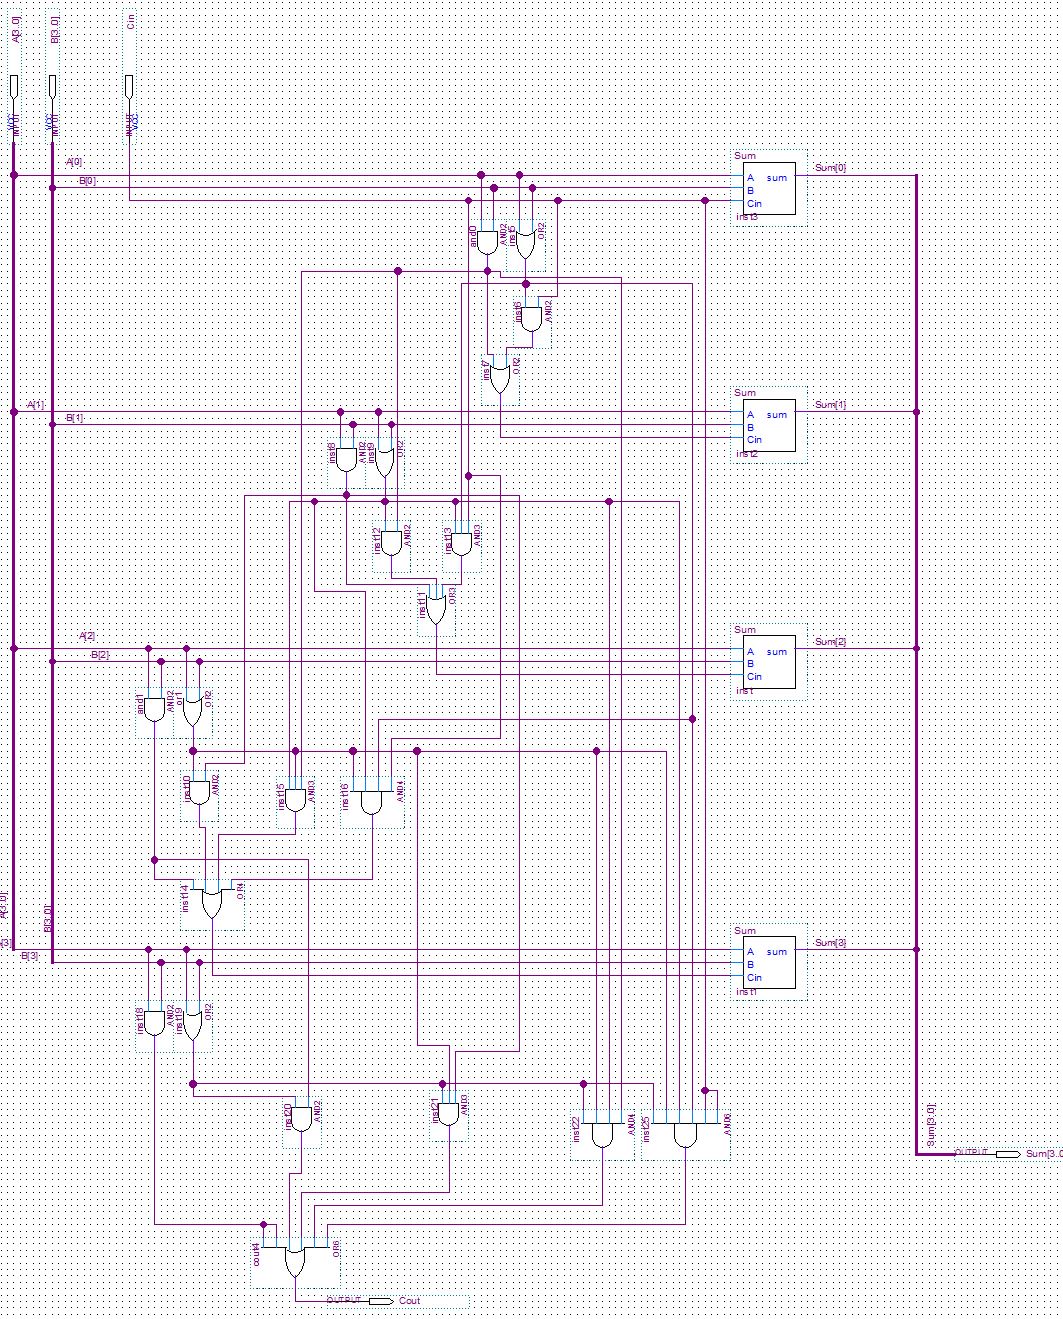 A[3..0]
B[3..0]
Cin
VCC
INPUT
VCC
INPUT
INPUT
VCC
A[0]
B[0]
Sum
A sum
B
Cin
inst3
Sum[0]
and0
AND2
inst5
OR2
inst6
AND2
inst7
OR2
A[1]
B[1]
Sum
A sum
B
Cin
inst2
Sum[1]
inst8
AND2
inst9
OR2
inst12
AND2
inst13
AND3
inst11
OR3
A[2]
B[2]
Sum
A sum
B
Cin
inst
Sum[2]
and1
AND2
or1
OR2
inst10
AND2
inst15
AND3
inst16
AND4
inst14
OR4
A[3..0]
B[3..0]
[3]
B[3]
Sum
A sum
B
Cin
inst1
Sum[3]
inst18
AND2
inst19
OR2
inst20
AND2
inst21
AND3
inst22
AND4
inst25
AND6
Sum[3..0]
OUTPUT
Sum[3..0
cout4
OR6
OUTPUT
Cout